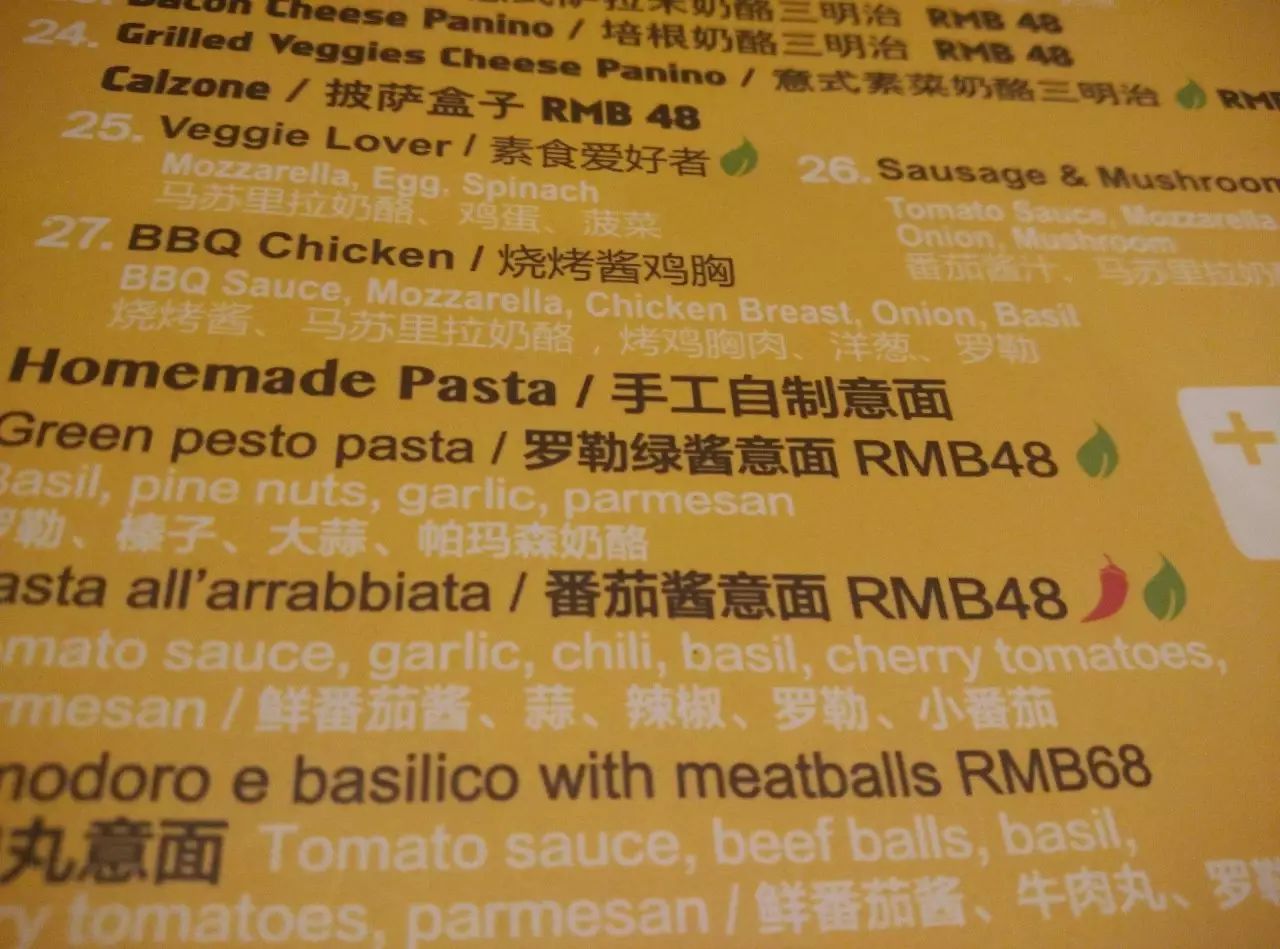 Bacon Cheese Panino / 培根奶酪三明治 RMB 48
RMB 48
24. Grilled Veggies Cheese Panino / 意式素菜奶酪三明治
Calzone / 披萨盒子 RMB 48
25. Veggie Lover / 素食爱好者
Mozzarella, Egg, Spinach
马苏里拉奶酪、鸡蛋、菠菜
26. Sausage & Mushroom
Tomato Sauce, Mozzarella
Onion, Mushroom
番茄酱汁、马苏里拉奶
27. BBQ Chicken / 烧烤酱鸡胸
BBQ Sauce, Mozzarella, Chicken Breast, Onion, Basil
烧烤酱、马苏里拉奶酪，烤鸡胸肉、洋葱、罗勒
Homemade Pasta / 手工自制意面
Green pesto pasta / 罗勒绿酱意面 RMB48
Basil, pine nuts, garlic, parmesan
罗勒、榛子、大蒜、帕玛森奶酪
asta all'arrabbiata / 番茄酱意面 RMB48
omato sauce, garlic, chili, basil, cherry tomatoes,
rmesan / 鲜番茄酱、蒜、辣椒、罗勒、小番茄
modoro e basilico with meatballs RMB68
丸意面 Tomato sauce, beef balls, basil,
ry tomatoes, parmesan / 鲜番茄酱、牛肉丸、罗勒
+